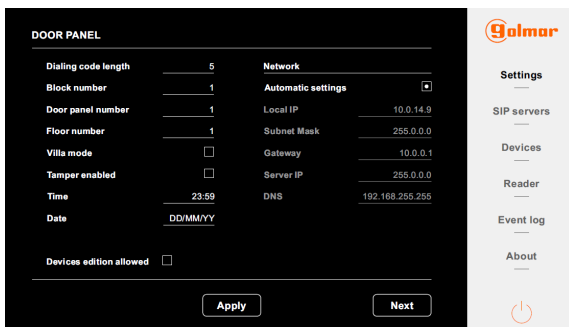 DOOR PANEL
Dialing code length 5
Block number 1
Door panel number 1
Floor number 1
Villa mode
Tamper enabled
Time 23:59
Date DD/MM/YY
Devices edition allowed
Network
Automatic settings
Local IP 10.0.14.9
Subnet Mask 255.0.0.0
Gateway 10.0.0.1
Server IP 255.0.0.0
DNS 192.168.255.255
Apply
Next
golmar
Settings
SIP servers
Devices
Reader
Event log
About